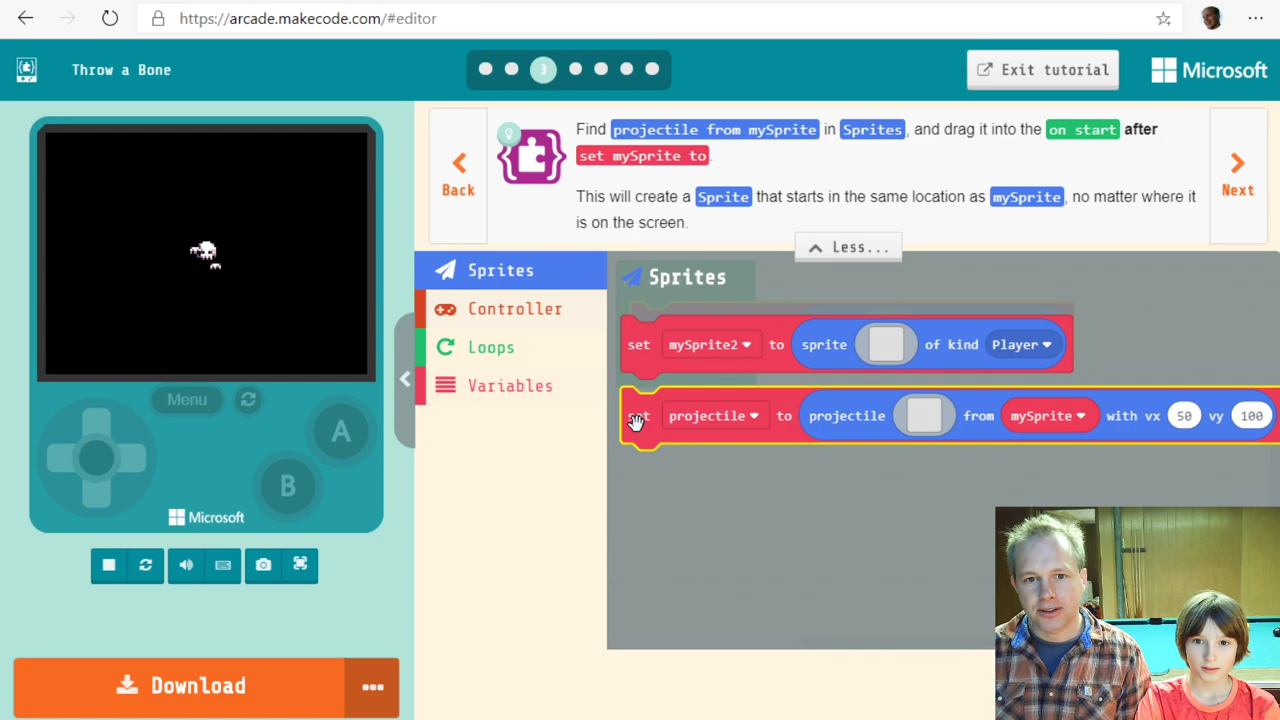 https://arcade.makecode.com/#editor
Throw a Bone
3
Exit tutorial
Microsoft
Back
Find projectile from mySprite in Sprites, and drag it into the on start after
set mySprite to.
This will create a Sprite that starts in the same location as mySprite, no matter where it
is on the screen.
Next
Less...
Sprites
Controller
Loops
Variables
Sprites
set mySprite2 to sprite of kind Player
set projectile to projectile from mySprite with vx 50 vy 100
Menu
A
B
Microsoft
Download